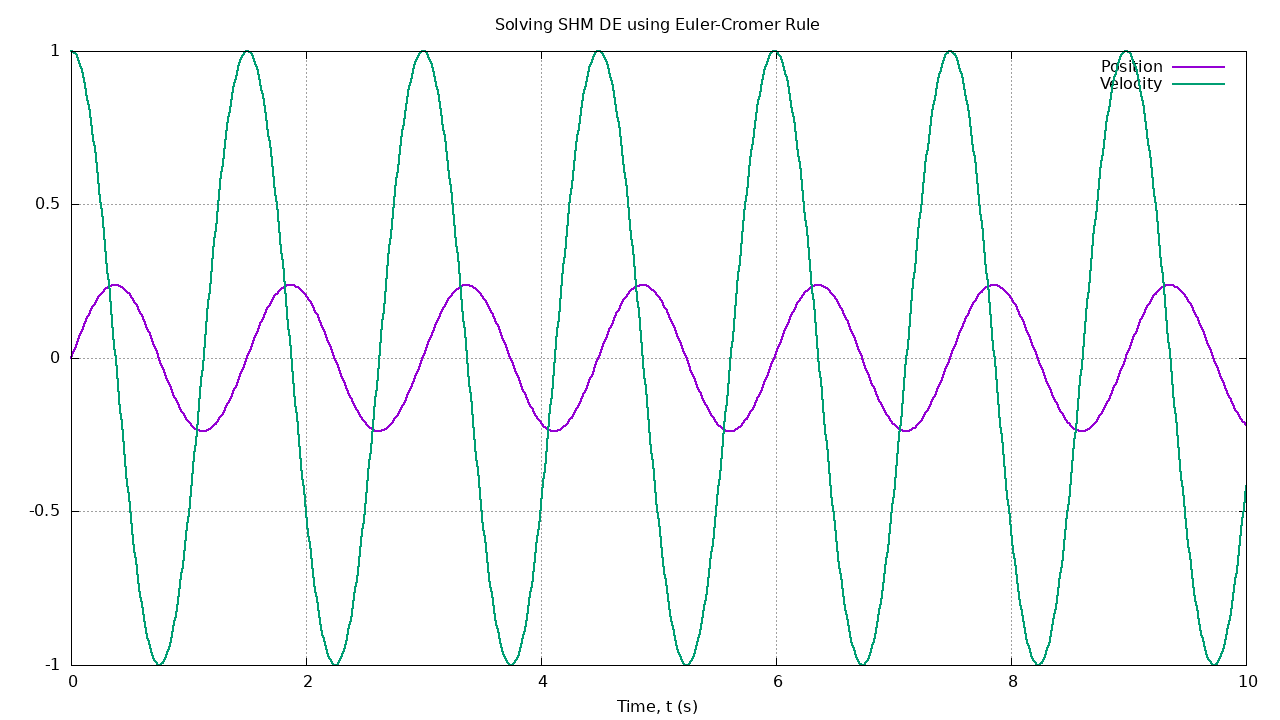 Solving SHM DE using Euler-Cromer Rule
1
Position
Velocity
0.5
0
-0.5
-1
0 2 4 6 8 10
Time, t (s)